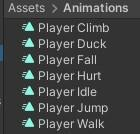 Assets > Animations
Player Climb
Player Duck
Player Fall
Player Hurt
Player Idle
Player Jump
Player Walk